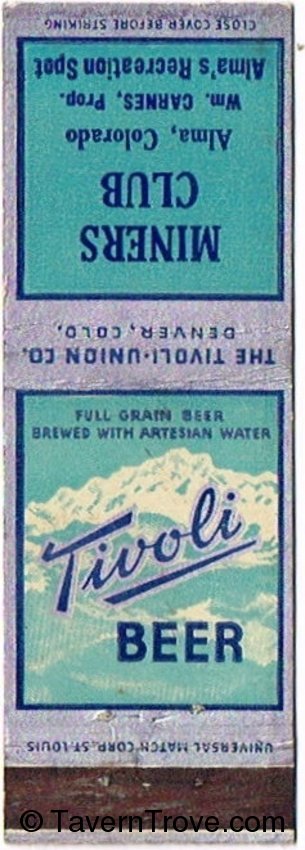 CLOSE COVER BEFORE STRIKING
MINERS
CLUB
Alma, Colorado
Wm. CARNES, Prop.
Alma's Recreation Spot
THE TIVOLI-UNION CO.
DENVER, COLO.
FULL GRAIN BEER
BREWED WITH ARTESIAN WATER
Tivoli
BEER
UNIVERSAL MATCH CORP. ST. LOUIS
© TavernTrove.com